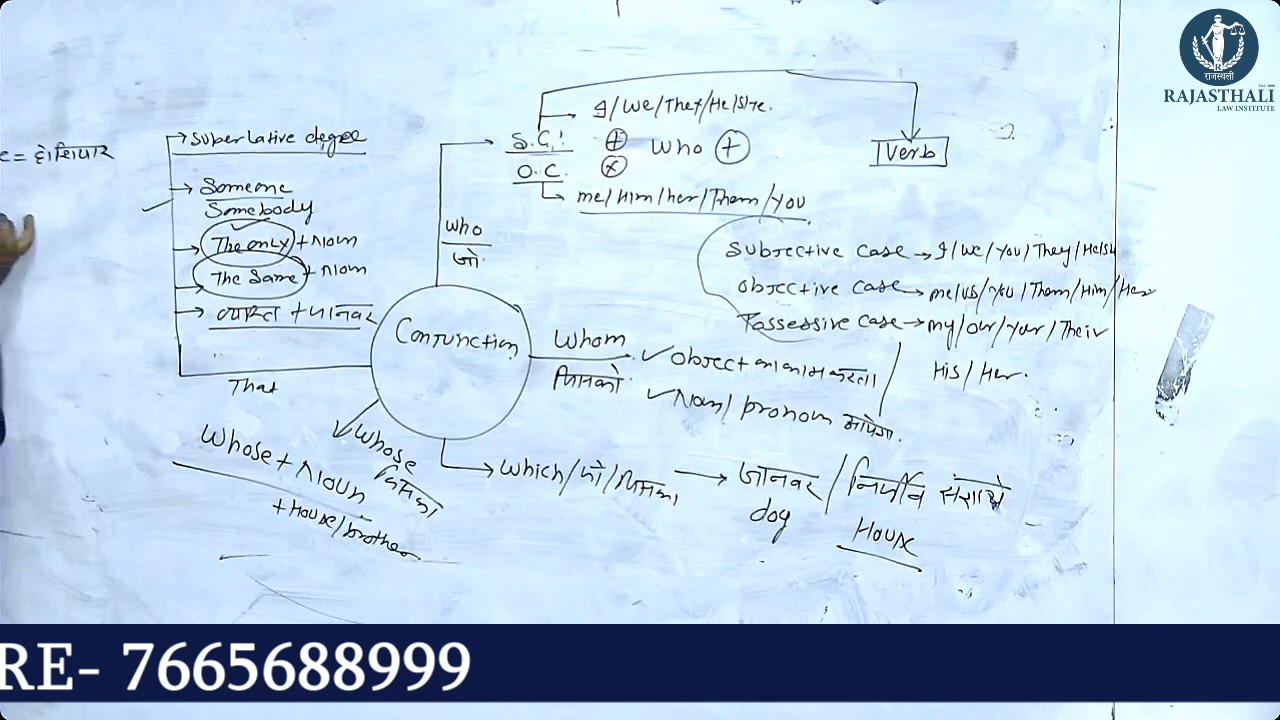 राजस्थली
RAJASTHALI
LAW INSTITUTE
I/We/They/He/She.
S.C.:
⊕ Who ⊕
Verb
O.C.
⊗
me/Him/her/Them/You
= होशियार
Superlative degree
Someone
Somebody
The only + Noun
The Same + Noun
व्यक्ति + जानवर
That
Who
जो
Conjunction
Subjective Case → I/We/You/They/He/Sh
Objective Case → me/us/You/Them/Him/Her
Possessive Case → my/our/your/Their
His/Her.
Whom
जिसको
✓ Object का काम करता
✓ Noun/pronoun
Whose
जिसका
Whose + Noun
+ House/brother
Which/जो/जिसका → जानवर/निर्जीव संज्ञाये
dog
House
RE- 7665688999